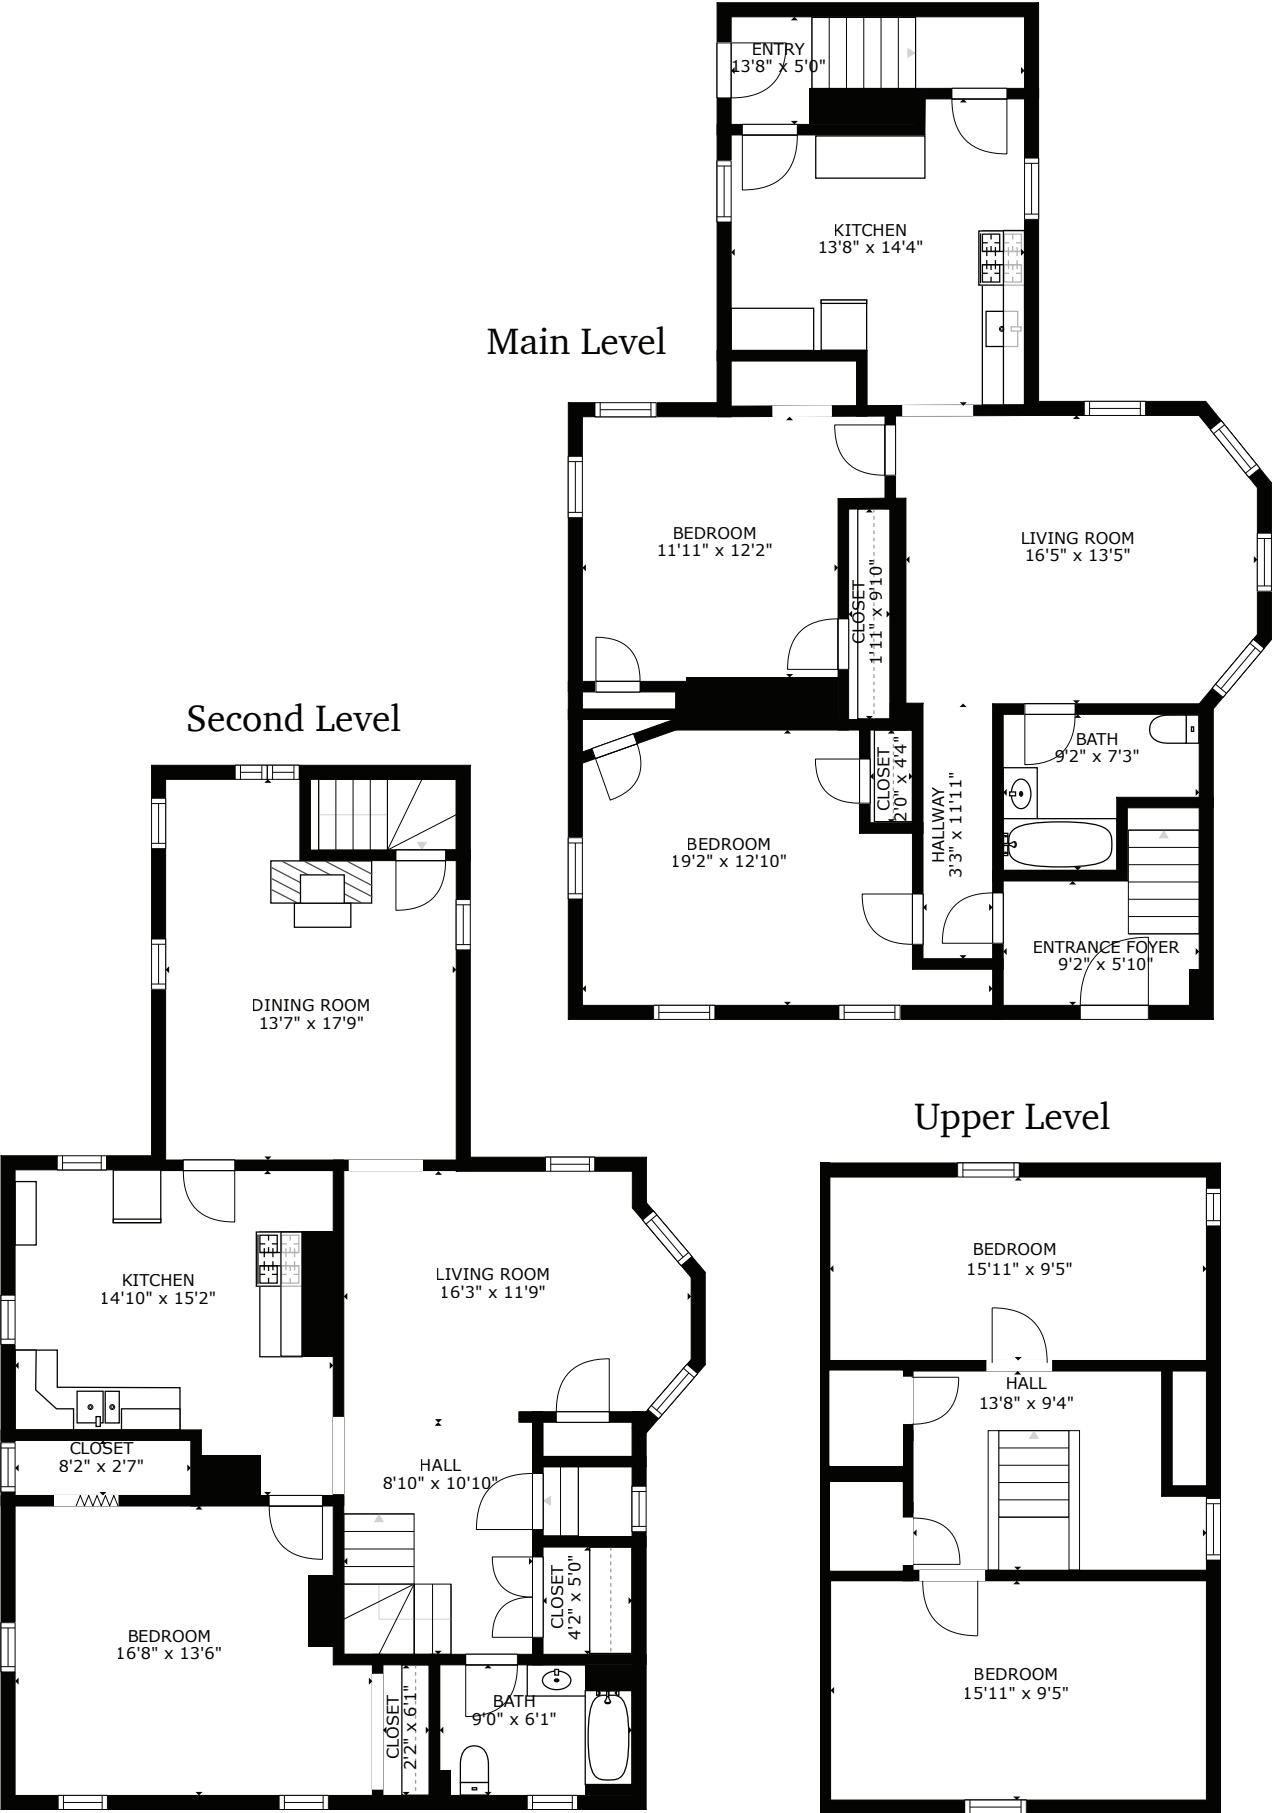 Main Level
ENTRY
13'8" x 5'0"
KITCHEN
13'8" x 14'4"
BEDROOM
11'11" x 12'2"
CLOSET
1'11" x 9'10"
LIVING ROOM
16'5" x 13'5"
BATH
9'2" x 7'3"
CLOSET
2'0" x 4'4"
HALLWAY
3'3" x 11'11"
BEDROOM
19'2" x 12'10"
ENTRANCE FOYER
9'2" x 5'10"
Second Level
DINING ROOM
13'7" x 17'9"
KITCHEN
14'10" x 15'2"
LIVING ROOM
16'3" x 11'9"
CLOSET
8'2" x 2'7"
HALL
8'10" x 10'10"
CLOSET
4'2" x 5'0"
BEDROOM
16'8" x 13'6"
CLOSET
2'2" x 6'1"
BATH
9'0" x 6'1"
Upper Level
BEDROOM
15'11" x 9'5"
HALL
13'8" x 9'4"
BEDROOM
15'11" x 9'5"